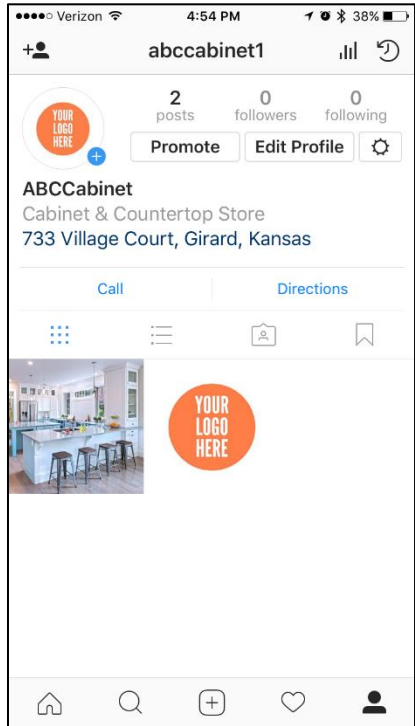 Verizon 4:54 PM 38%
abccabinet1
YOUR
LOGO
HERE
2 0 0
posts followers following
Promote Edit Profile
ABCCabinet
Cabinet & Countertop Store
733 Village Court, Girard, Kansas
Call Directions
YOUR
LOGO
HERE